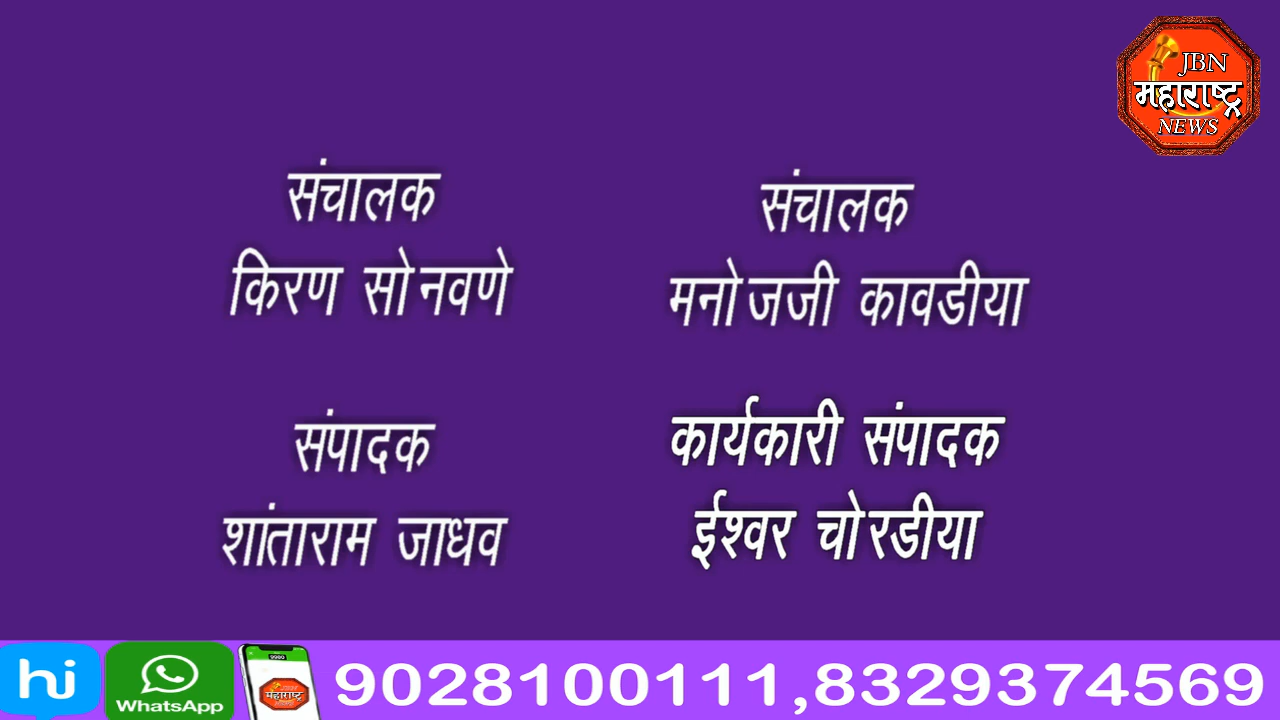 JBN
महाराष्ट्र
NEWS
संचालक
किरण सोनवणे
संचालक
मनोजजी कावडीया
संपादक
शांताराम जाधव
कार्यकारी संपादक
ईश्वर चोरडीया
hi
WhatsApp
महाराष्ट्र
9028100111,8329374569